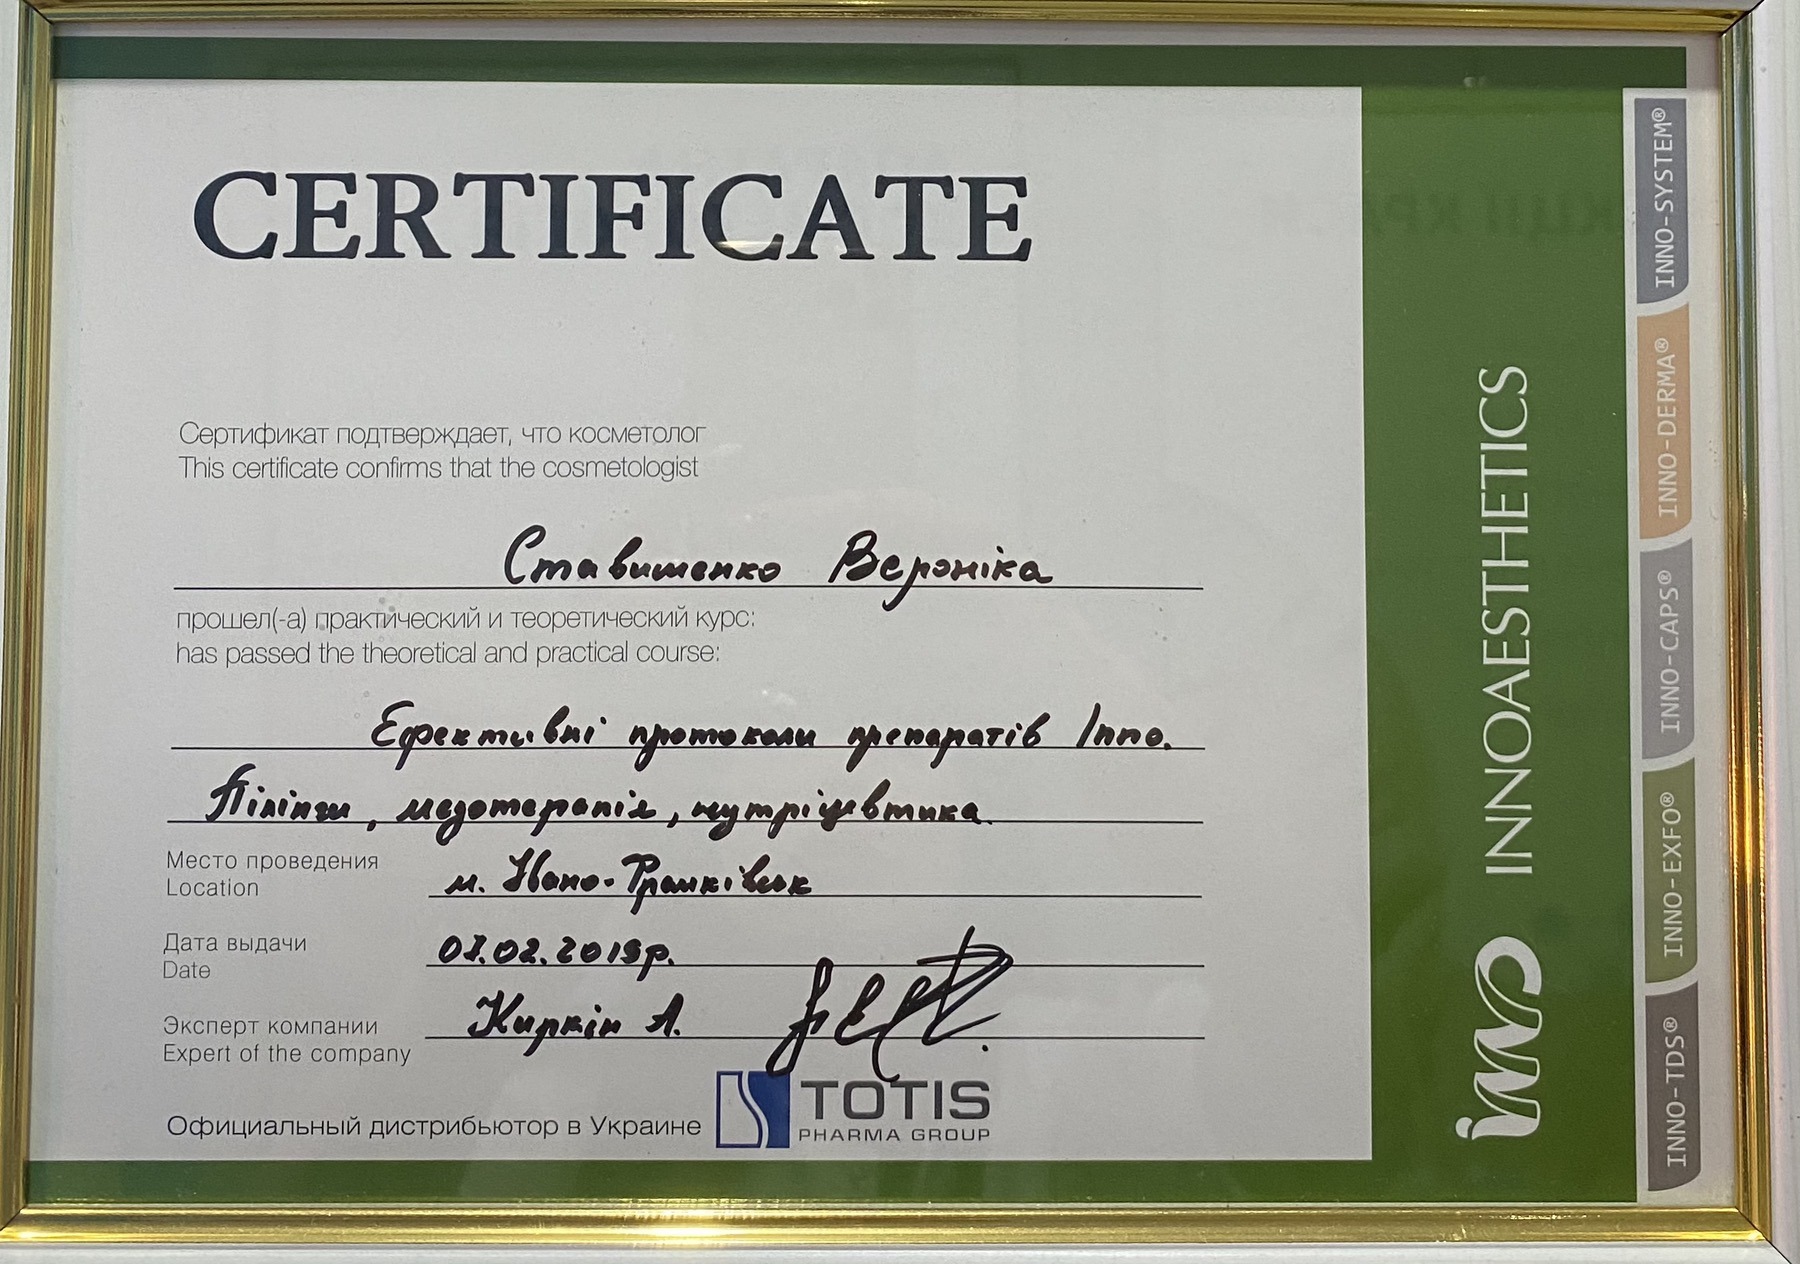 CERTIFICATE
Сертификат подтверждает, что косметолог
This certificate confirms that the cosmetologist
Ставишенко Вероніка
прошел(-а) практический и теоретический курс:
has passed the theoretical and practical course:
Ефективні протоколи препаратів Inno.
Пілінги, мезотерапія, нутріцевтика.
Место проведения
Location
м. Івано-Франківськ
Дата выдачи
Date
07.02.2019р.
Эксперт компании
Expert of the company
Киркін А.
Официальный дистрибьютор в Украине
TOTIS
PHARMA GROUP
inno INNOAESTHETICS
INNO-SYSTEM®
INNO-DERMA®
INNO-CAPS®
INNO-EXFO®
INNO-TDS®